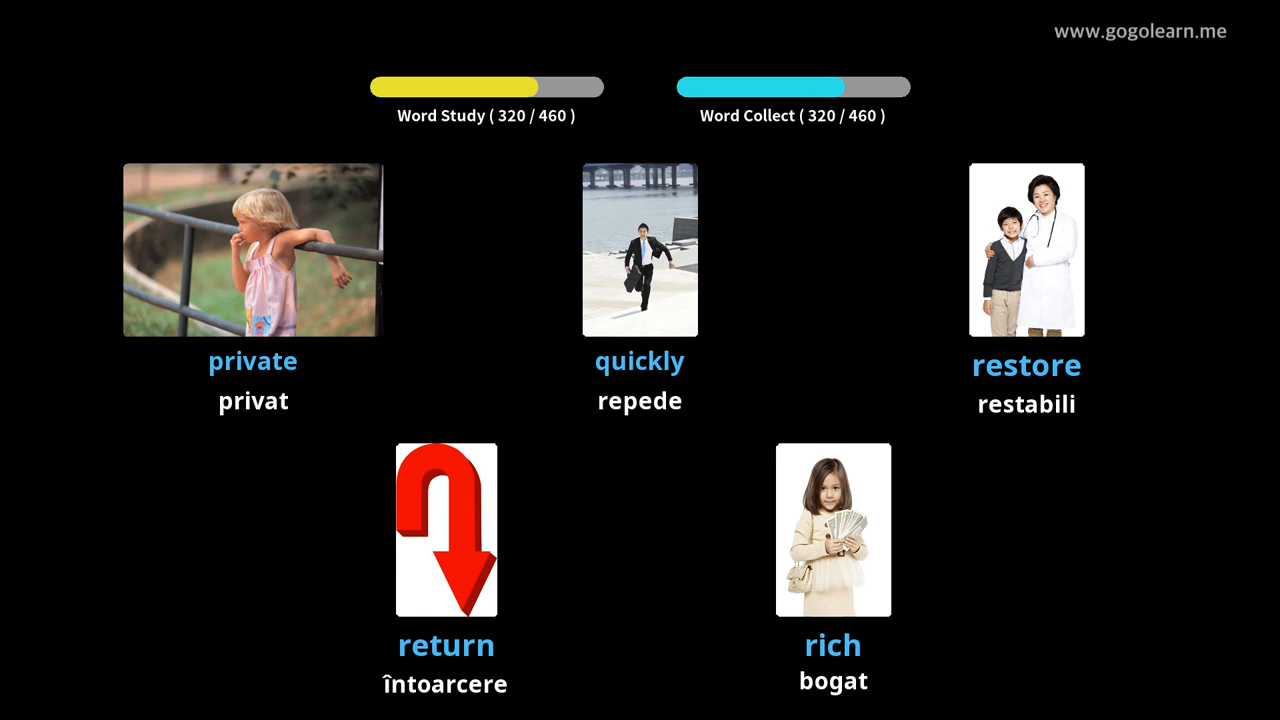 www.gogolearn.me
Word Study ( 320 / 460 )
Word Collect ( 320 / 460 )
private
privat
quickly
repede
restore
restabili
return
întoarcere
rich
bogat